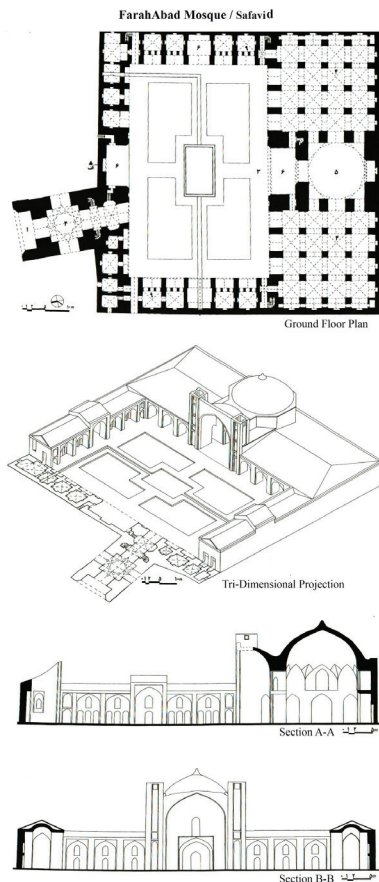 FarahAbad Mosque / Safavid
Ground Floor Plan
Tri-Dimensional Projection
Section A-A
Section B-B